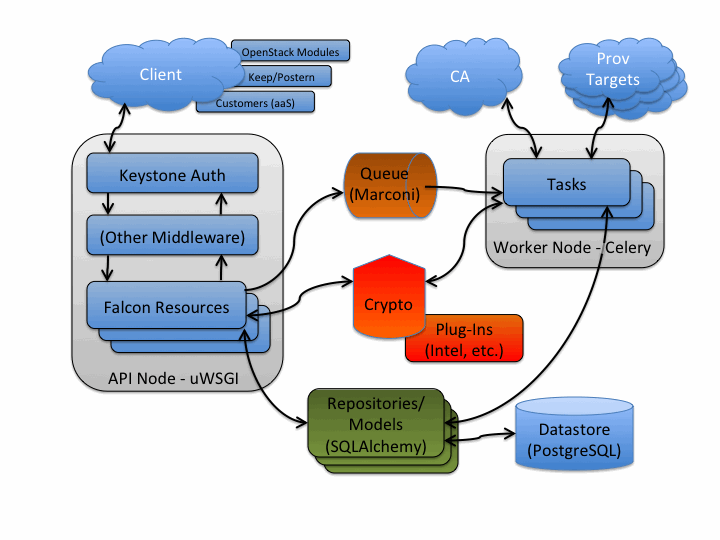 Client
OpenStack Modules
Keep/Postern
Customers (aaS)
CA
Prov
Targets
Keystone Auth
(Other Middleware)
Falcon Resources
API Node - uWSGI
Queue
(Marconi)
Tasks
Worker Node - Celery
Crypto
Plug-Ins
(Intel, etc.)
Repositories/
Models
(SQLAlchemy)
Datastore
(PostgreSQL)